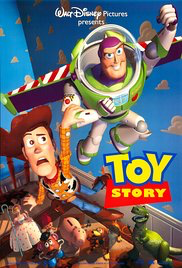 WALT DISNEY Pictures
presents
TOY
STORY